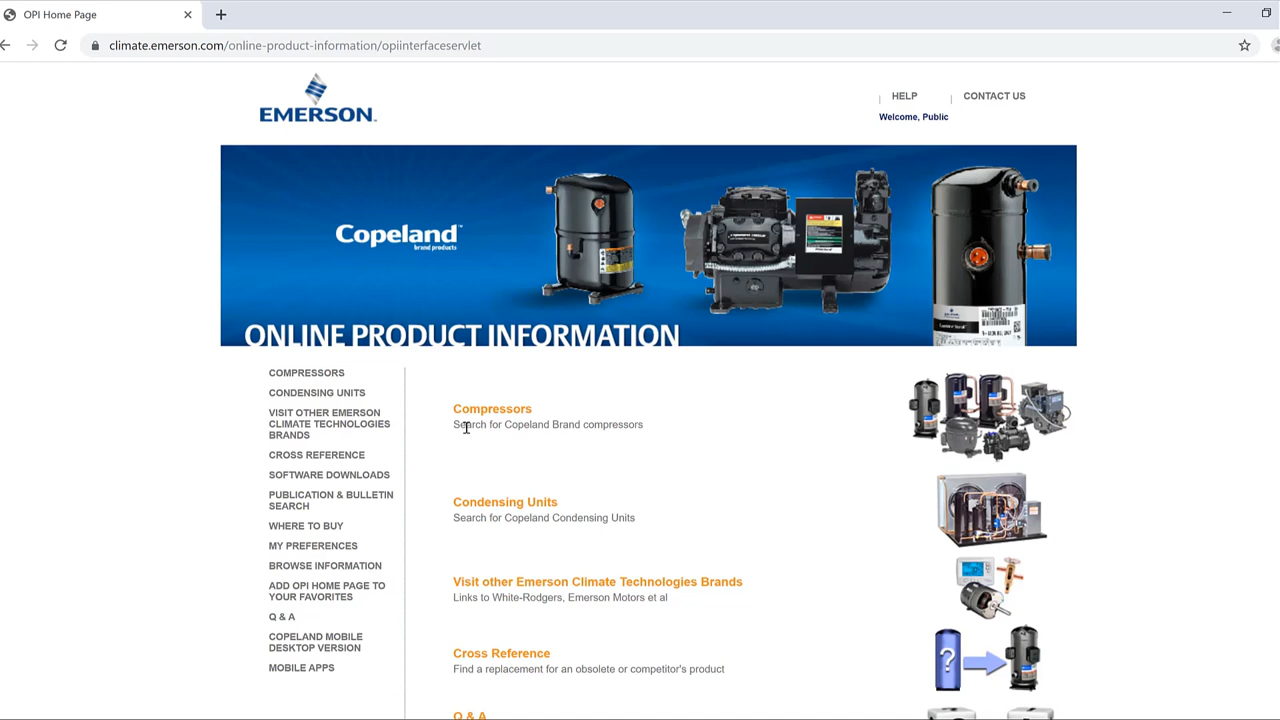 OPI Home Page
climate.emerson.com/online-product-information/opiinterfaceservlet
EMERSON
HELP
CONTACT US
Welcome, Public
Copeland
brand products
ONLINE PRODUCT INFORMATION
COMPRESSORS
CONDENSING UNITS
VISIT OTHER EMERSON
CLIMATE TECHNOLOGIES
BRANDS
CROSS REFERENCE
SOFTWARE DOWNLOADS
PUBLICATION & BULLETIN
SEARCH
WHERE TO BUY
MY PREFERENCES
BROWSE INFORMATION
ADD OPI HOME PAGE TO
YOUR FAVORITES
Q & A
COPELAND MOBILE
DESKTOP VERSION
MOBILE APPS
Compressors
Search for Copeland Brand compressors
Condensing Units
Search for Copeland Condensing Units
Visit other Emerson Climate Technologies Brands
Links to White-Rodgers, Emerson Motors et al
Cross Reference
Find a replacement for an obsolete or competitor's product
Q & A
?